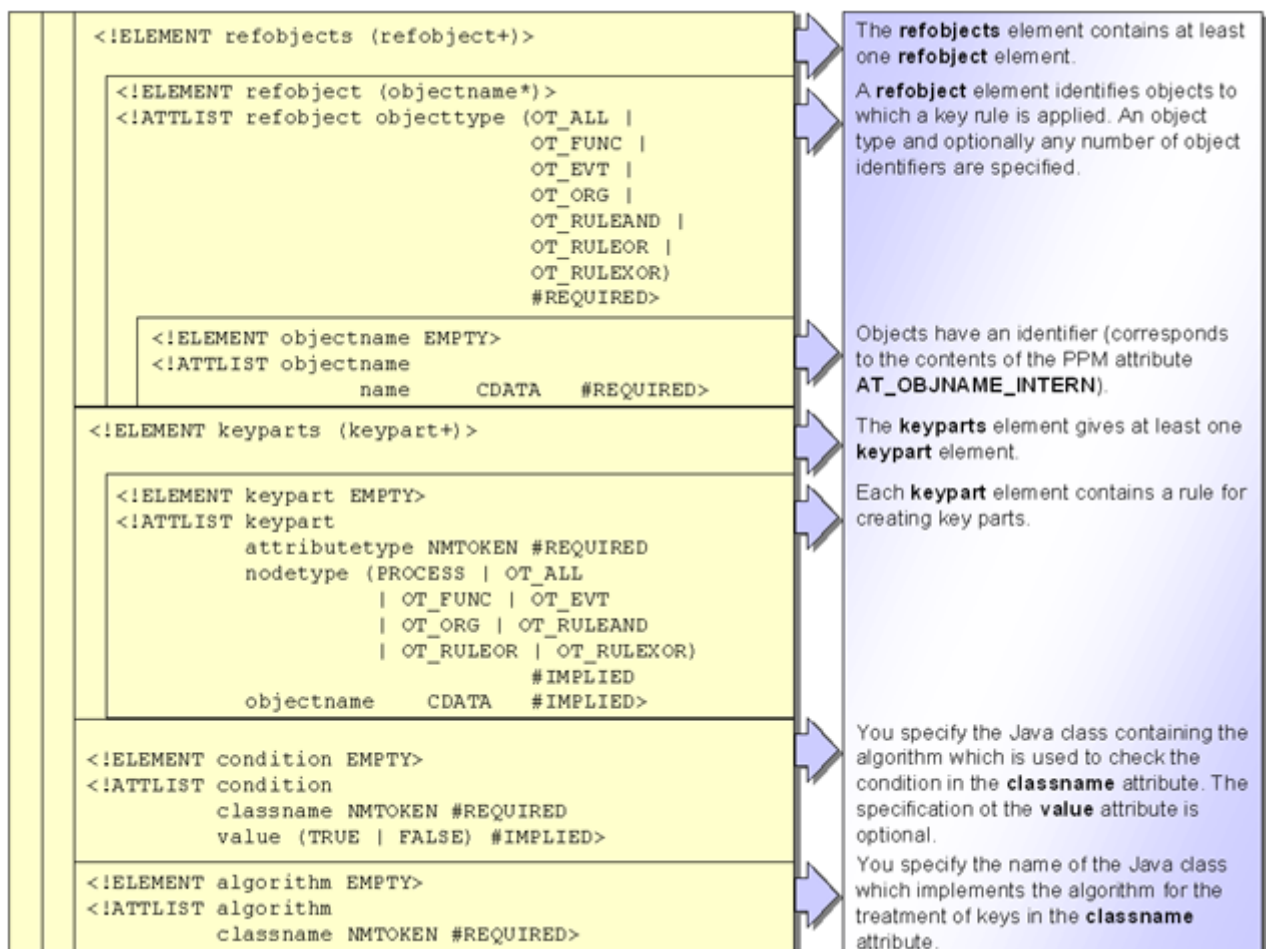 <!ELEMENT refobjects (refobject+)>
The refobjects element contains at least
one refobject element.
<!ELEMENT refobject (objectname*)>
<!ATTLIST refobject objecttype (OT_ALL |
OT_FUNC |
OT_EVT |
OT_ORG |
OT_RULEAND |
OT_RULEOR |
OT_RULEXOR)
#REQUIRED>
A refobject element identifies objects to
which a key rule is applied. An object
type and optionally any number of object
identifiers are specified.
<!ELEMENT objectname EMPTY>
<!ATTLIST objectname
name CDATA #REQUIRED>
Objects have an identifier (corresponds
to the contents of the PPM attribute
AT_OBJNAME_INTERN).
<!ELEMENT keyparts (keypart+)>
The keyparts element gives at least one
keypart element.
<!ELEMENT keypart EMPTY>
<!ATTLIST keypart
attributetype NMTOKEN #REQUIRED
nodetype (PROCESS | OT_ALL
| OT_FUNC | OT_EVT
| OT_ORG | OT_RULEAND
| OT_RULEOR | OT_RULEXOR)
#IMPLIED
objectname CDATA #IMPLIED>
Each keypart element contains a rule for
creating key parts.
<!ELEMENT condition EMPTY>
<!ATTLIST condition
classname NMTOKEN #REQUIRED
value (TRUE | FALSE) #IMPLIED>
You specify the Java class containing the
algorithm which is used to check the
condition in the classname attribute. The
specification ot the value attribute is
optional.
<!ELEMENT algorithm EMPTY>
<!ATTLIST algorithm
classname NMTOKEN #REQUIRED>
You specify the name of the Java class
which implements the algorithm for the
treatment of keys in the classname
attribute.